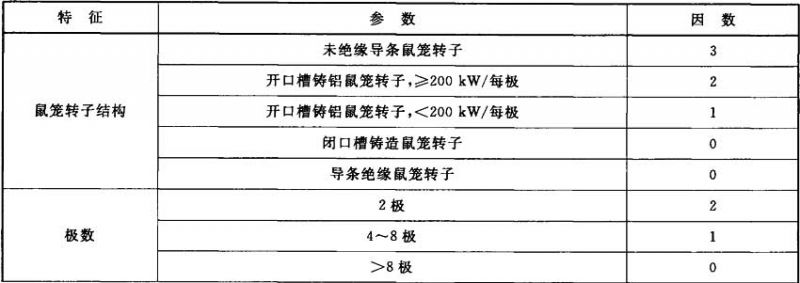 特 征 参 数 因 数
未绝缘导条鼠笼转子 3
开口槽铸铝鼠笼转子,≥200 kW/每极 2
鼠笼转子结构 开口槽铸铝鼠笼转子,<200 kW/每极 1
闭口槽铸造鼠笼转子 0
导条绝缘鼠笼转子 0
2 极 2
极数 4～8 极 1
>8 极 0